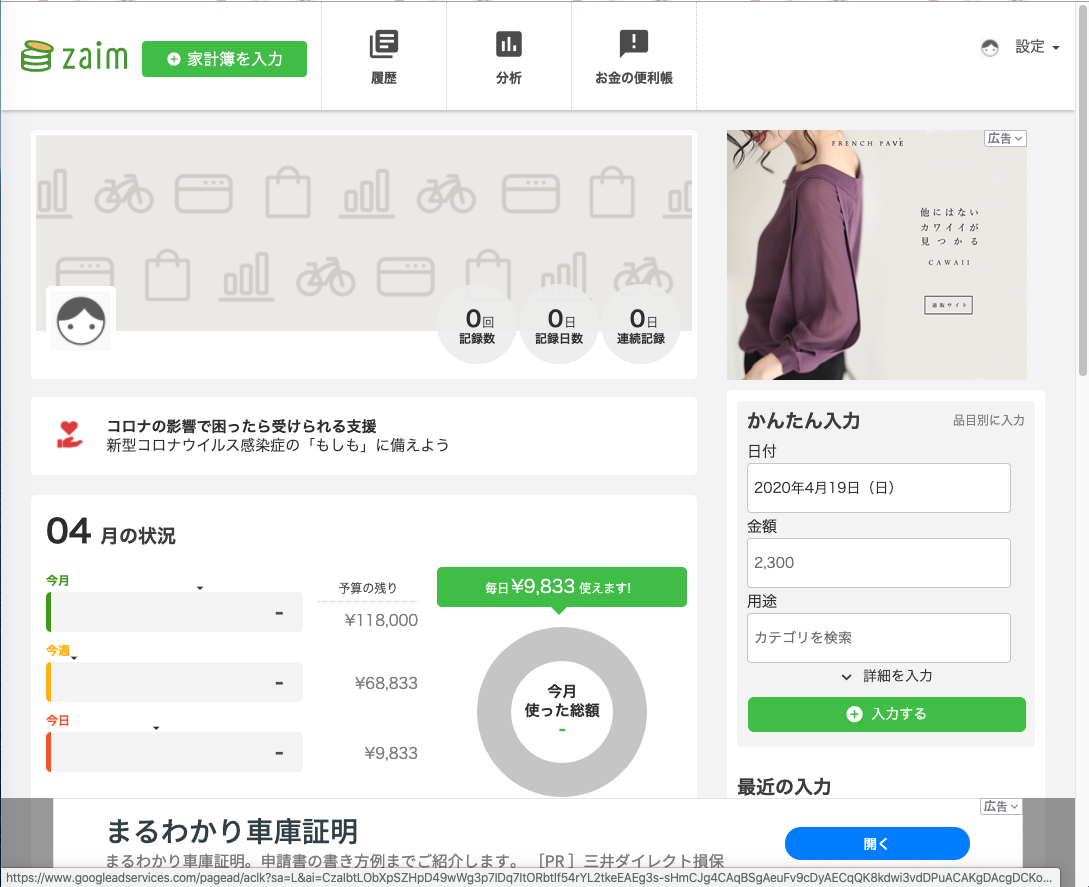 zaim
家計簿を入力
履歴
分析
お金の便利帳
設定
0回
記録数
0日
記録日数
0日
連続記録
広告
FRENCH PAVÉ
他にはない
カワイイが
見つかる
CAWAII
通販サイト
コロナの影響で困ったら受けられる支援
新型コロナウイルス感染症の「もしも」に備えよう
かんたん入力
品目別に入力
日付
2020年4月19日（日）
金額
2,300
用途
カテゴリを検索
詳細を入力
入力する
04 月の状況
今月
-
予算の残り
¥118,000
今週
-
¥68,833
今日
-
¥9,833
毎日¥9,833 使えます!
今月
使った総額
-
最近の入力
広告
まるわかり車庫証明
まるわかり車庫証明。申請書の書き方例までご紹介します。 ［PR］三井ダイレクト損保
開く